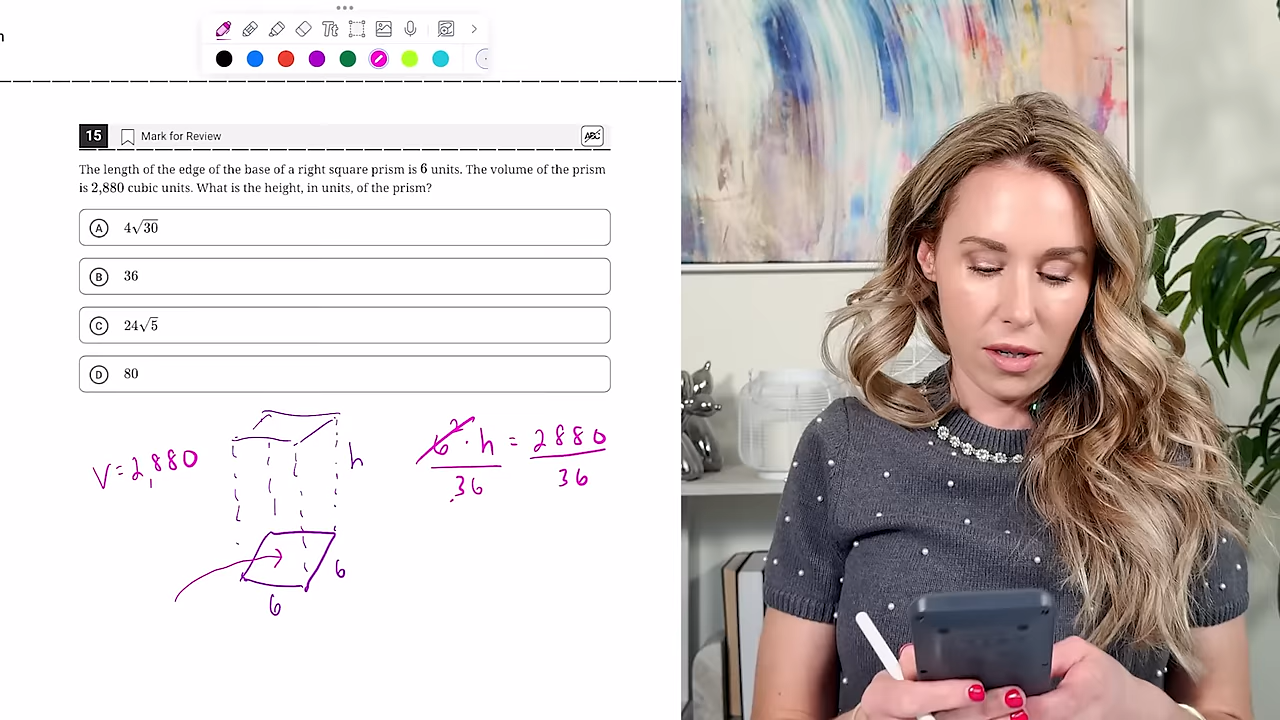 n
Tt
15 Mark for Review ABC
The length of the edge of the base of a right square prism is 6 units. The volume of the prism
is 2,880 cubic units. What is the height, in units, of the prism?
A 4√30
B 36
C 24√5
D 80
V=2,880
h
6
6
6² · h = 2880
36 36